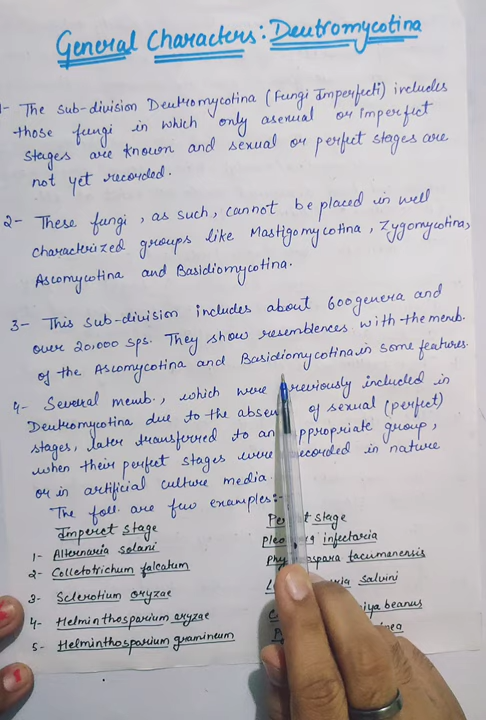 General Characters: Deutromycotina
1- The sub-division Deutromycotina (Fungi Imperfecti) includes
those fungi in which only asexual or imperfect
stages are known and sexual or perfect stages are
not yet recorded.
2- These fungi, as such, cannot be placed in well
characterized groups like Mastigomycotina, Zygomycotina,
Ascomycotina and Basidiomycotina.
3- This sub-division includes about 600 genera and
over 20,000 sps. They show resemblences with the memb.
of the Ascomycotina and Basidiomycotina in some features.
4- Several memb., which were previously included in
Deutromycotina due to the of sexual (perfect)
stages, later transferred to an appropriate group,
when their perfect stages were recorded in nature
or in artificial culture media.
The foll. are few examples:-
Imperect stage Perfect stage
1- Alternaria solani infectaria
2- Colletotrichum falcatum tucumanensis
3- Sclerotium oryzae salvini
4- Helminthosporium oryzae beanus
5- Helminthosporium gramineum